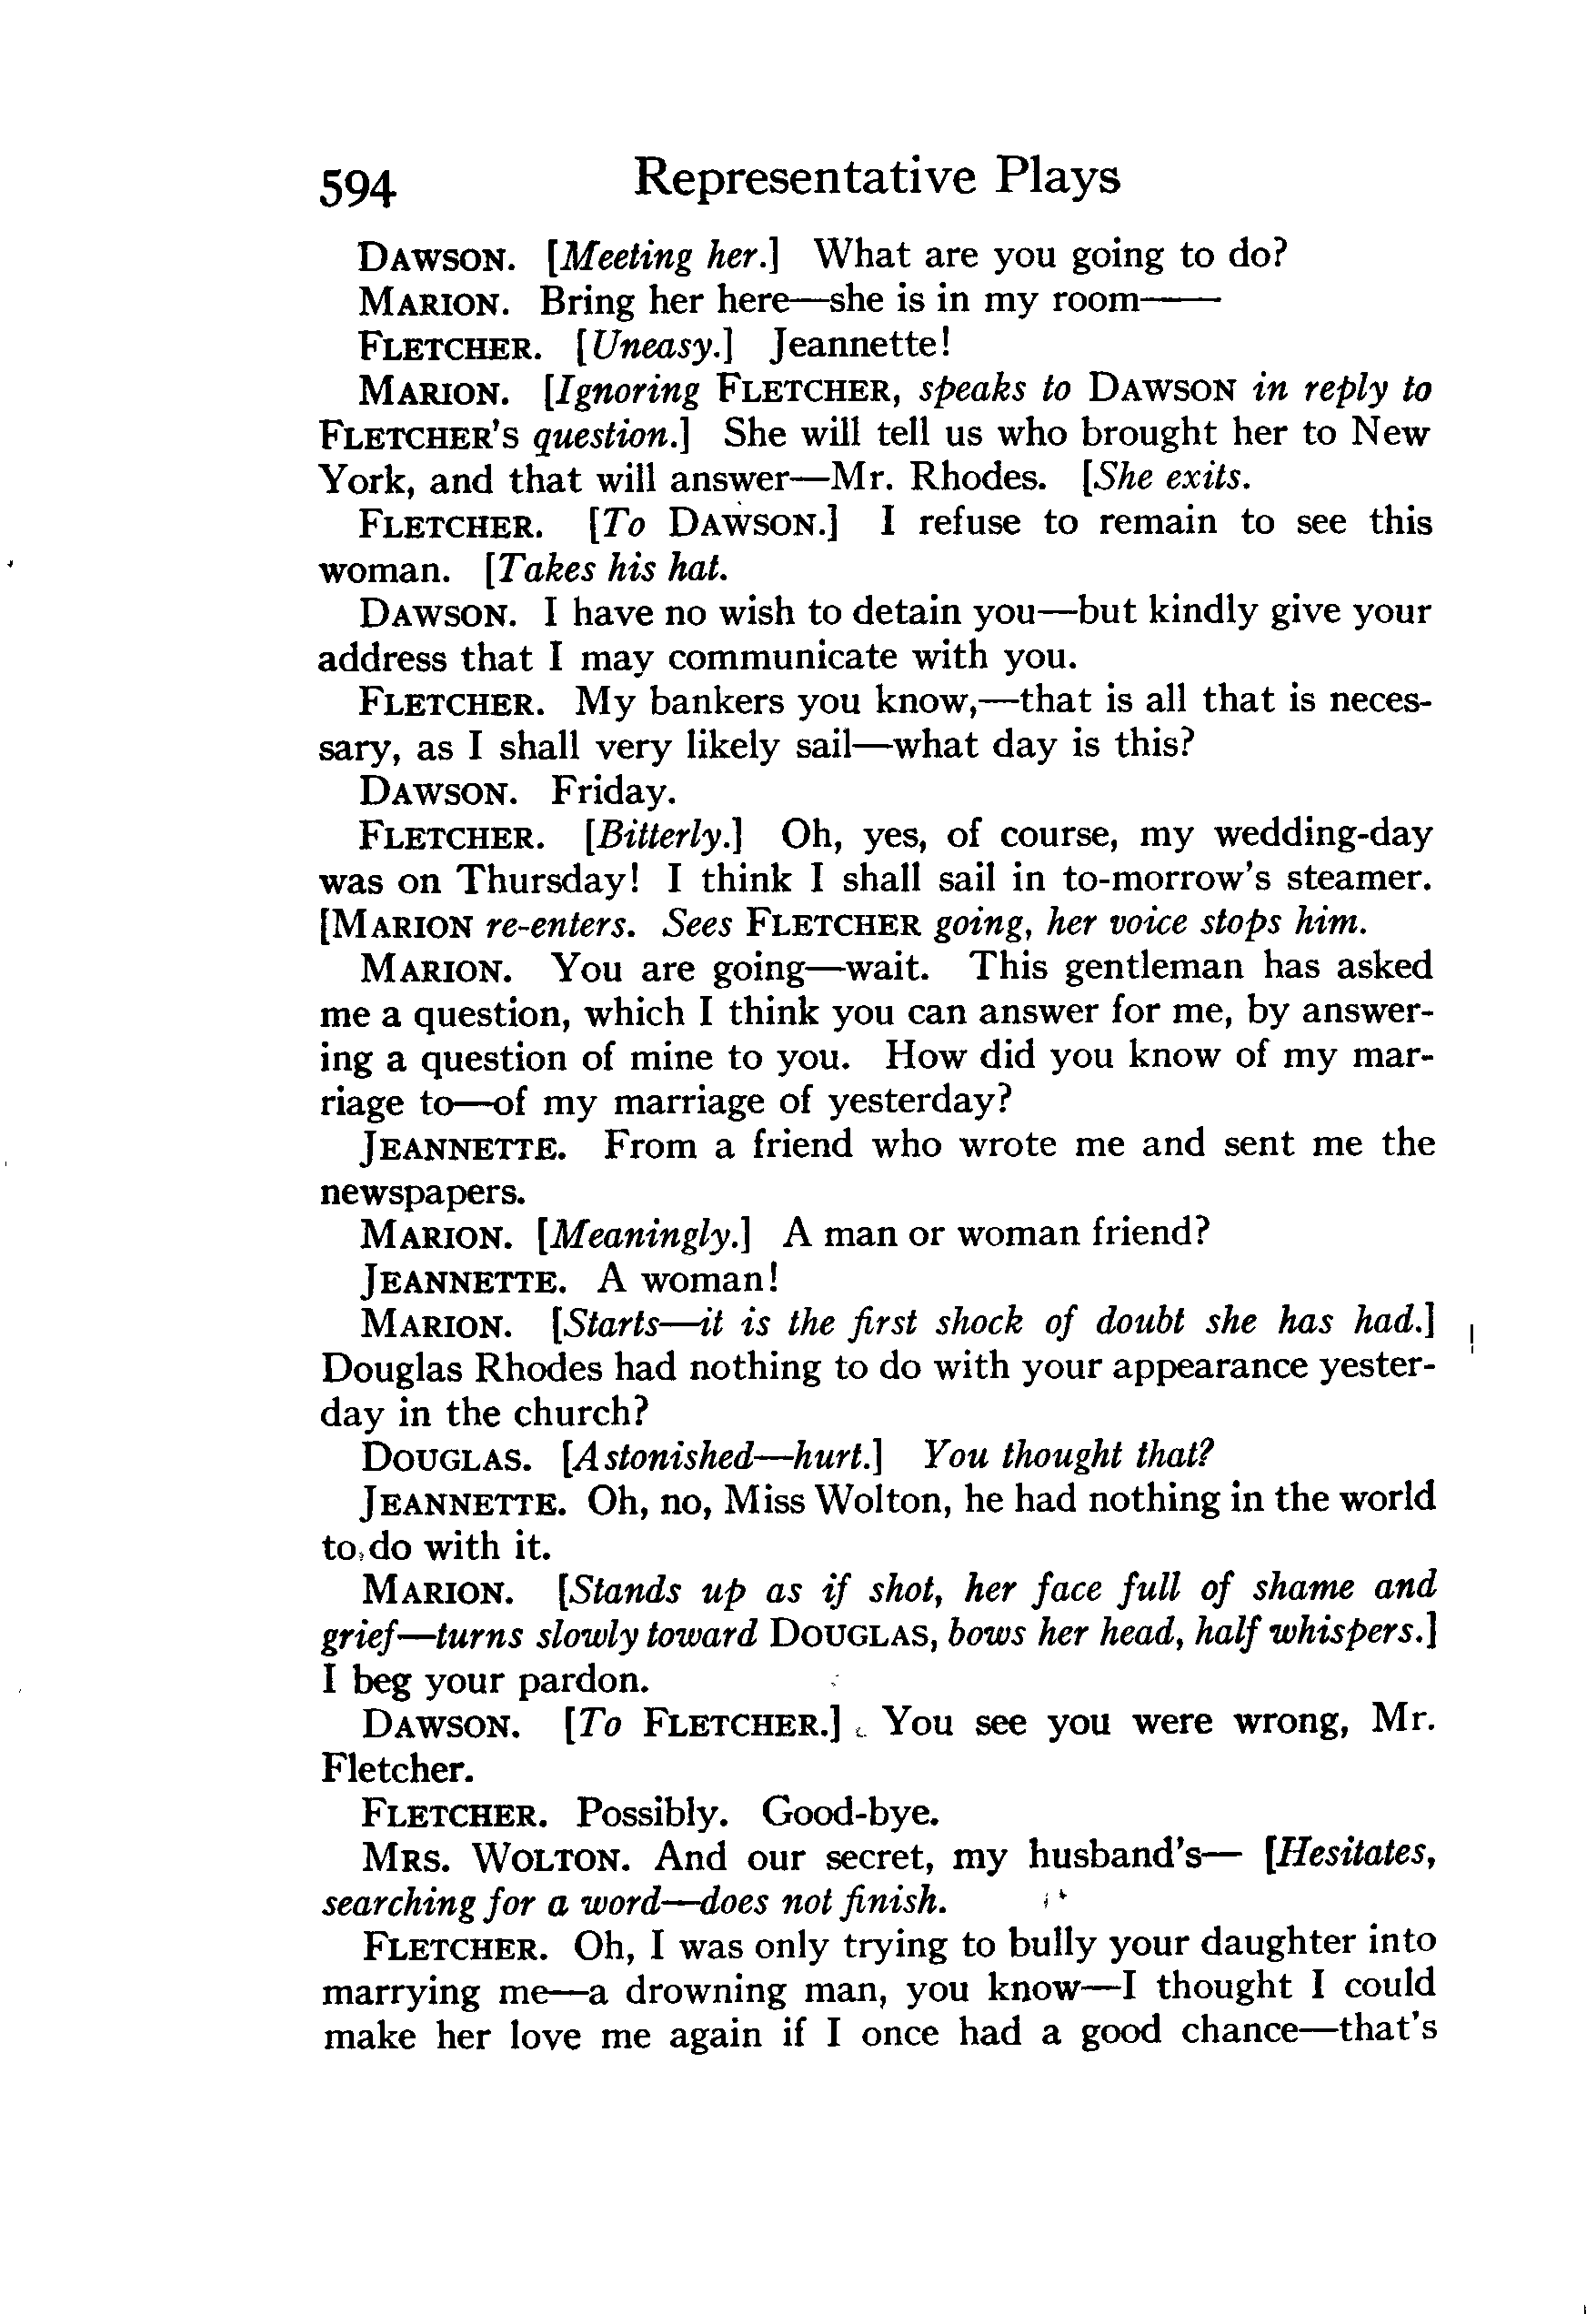 594 Representative Plays
DAWSON. [Meeting her.] What are you going to do?
MARION. Bring her here—she is in my room——
FLETCHER. [Uneasy.] Jeannette!
MARION. [Ignoring FLETCHER, speaks to DAWSON in reply to
FLETCHER'S question.] She will tell us who brought her to New
York, and that will answer—Mr. Rhodes. [She exits.
FLETCHER. [To DAWSON.] I refuse to remain to see this
woman. [Takes his hat.
DAWSON. I have no wish to detain you—but kindly give your
address that I may communicate with you.
FLETCHER. My bankers you know,—that is all that is neces-
sary, as I shall very likely sail—what day is this?
DAWSON. Friday.
FLETCHER. [Bitterly.] Oh, yes, of course, my wedding-day
was on Thursday! I think I shall sail in to-morrow's steamer.
[MARION re-enters. Sees FLETCHER going, her voice stops him.
MARION. You are going—wait. This gentleman has asked
me a question, which I think you can answer for me, by answer-
ing a question of mine to you. How did you know of my mar-
riage to—of my marriage of yesterday?
JEANNETTE. From a friend who wrote me and sent me the
newspapers.
MARION. [Meaningly.] A man or woman friend?
JEANNETTE. A woman!
MARION. [Starts—it is the first shock of doubt she has had.]
Douglas Rhodes had nothing to do with your appearance yester-
day in the church?
DOUGLAS. [Astonished—hurt.] You thought that?
JEANNETTE. Oh, no, Miss Wolton, he had nothing in the world
to do with it.
MARION. [Stands up as if shot, her face full of shame and
grief—turns slowly toward DOUGLAS, bows her head, half whispers.]
I beg your pardon.
DAWSON. [To FLETCHER.] You see you were wrong, Mr.
Fletcher.
FLETCHER. Possibly. Good-bye.
MRS. WOLTON. And our secret, my husband's— [Hesitates,
searching for a word—does not finish.
FLETCHER. Oh, I was only trying to bully your daughter into
marrying me—a drowning man, you know—I thought I could
make her love me again if I once had a good chance—that's